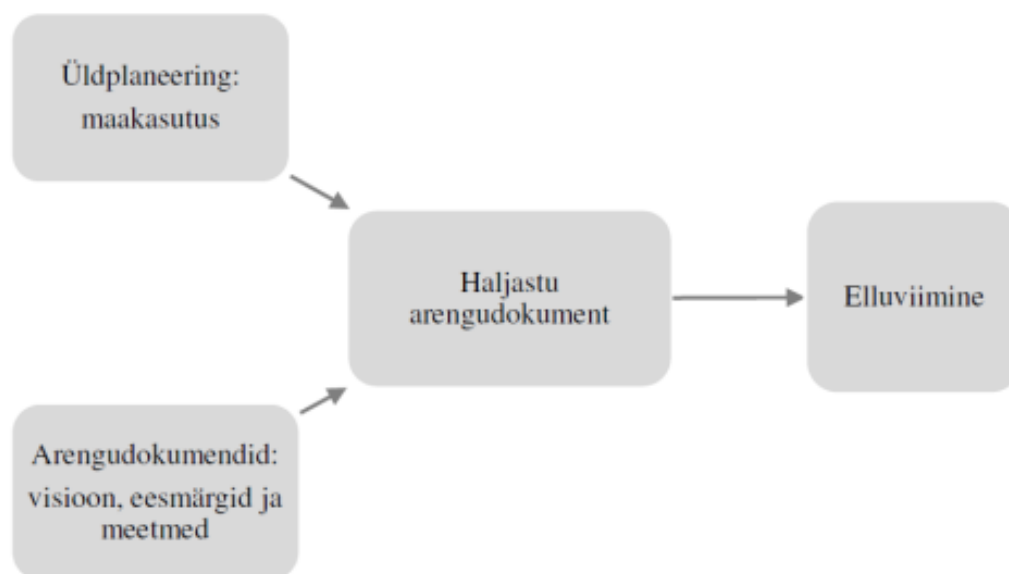 Üldplaneering:
maakasutus
Haljastu
arengudokument
Elluviimine
Arengudokumendid:
visioon, eesmärgid ja
meetmed